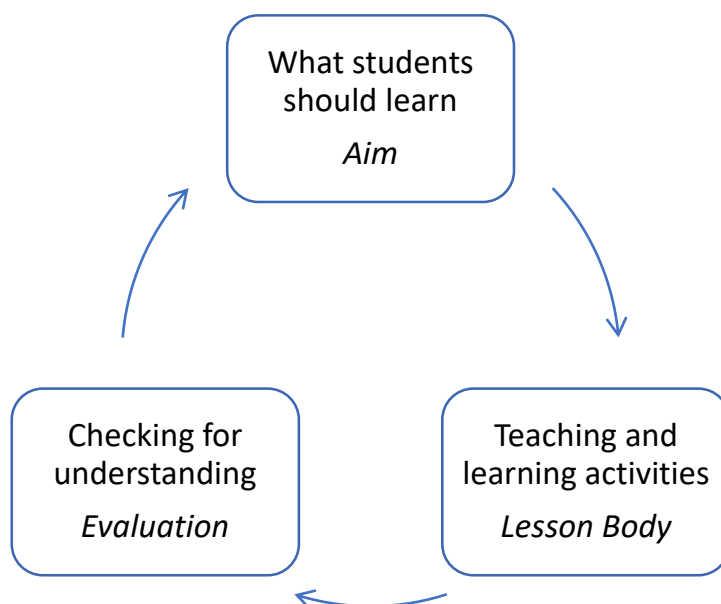 What students
should learn
Aim
Teaching and
learning activities
Lesson Body
Checking for
understanding
Evaluation